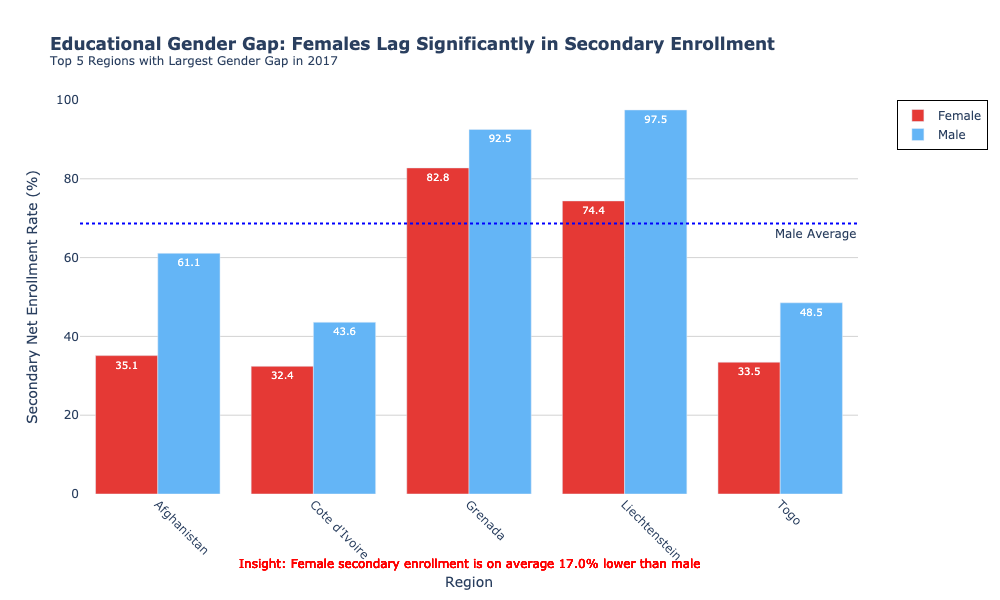 Educational Gender Gap: Females Lag Significantly in Secondary Enrollment
Top 5 Regions with Largest Gender Gap in 2017
100
80
60
40
20
0
Secondary Net Enrollment Rate (%)
Female
Male
Male Average
35.1
61.1
32.4
43.6
82.8
92.5
74.4
97.5
33.5
48.5
Afghanistan
Cote d'Ivoire
Grenada
Liechtenstein
Togo
Insight: Female secondary enrollment is on average 17.0% lower than male
Region